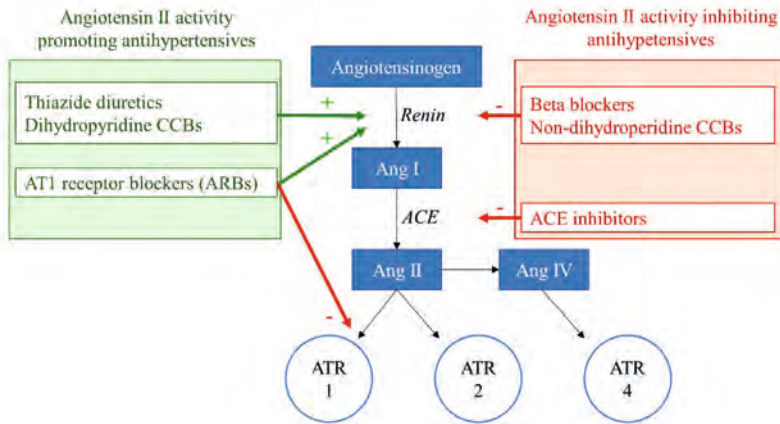 Angiotensin II activity
promoting antihypertensives
Angiotensin II activity inhibiting
antihypetensives
Thiazide diuretics
Dihydropyridine CCBs
AT1 receptor blockers (ARBs)
+
+
-
Angiotensinogen
Renin
Ang I
ACE
Ang II
Ang IV
-
Beta blockers
Non-dihydroperidine CCBs
-
ACE inhibitors
ATR
1
ATR
2
ATR
4